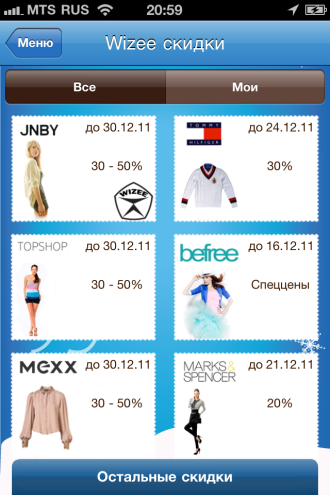 MTS RUS 20:59
Меню
Wizee скидки
Все Мои
JNBY до 30.12.11
30 - 50%
WIZEE
TOMMY HILFIGER до 24.12.11
30%
TOPSHOP до 30.12.11
30 - 50%
befree до 16.12.11
Спеццены
MEXX до 30.12.11
30 - 50%
MARKS&
SPENCER до 21.12.11
20%
Остальные скидки